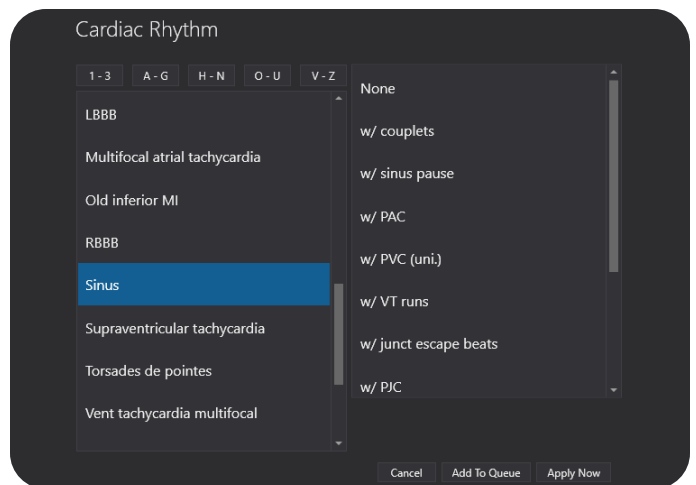 Cardiac Rhythm
1 - 3
A - G
H - N
O - U
V - Z
LBBB
Multifocal atrial tachycardia
Old inferior MI
RBBB
Sinus
Supraventricular tachycardia
Torsades de pointes
Vent tachycardia multifocal
None
w/ couplets
w/ sinus pause
w/ PAC
w/ PVC (uni.)
w/ VT runs
w/ junct escape beats
w/ PJC
Cancel
Add To Queue
Apply Now